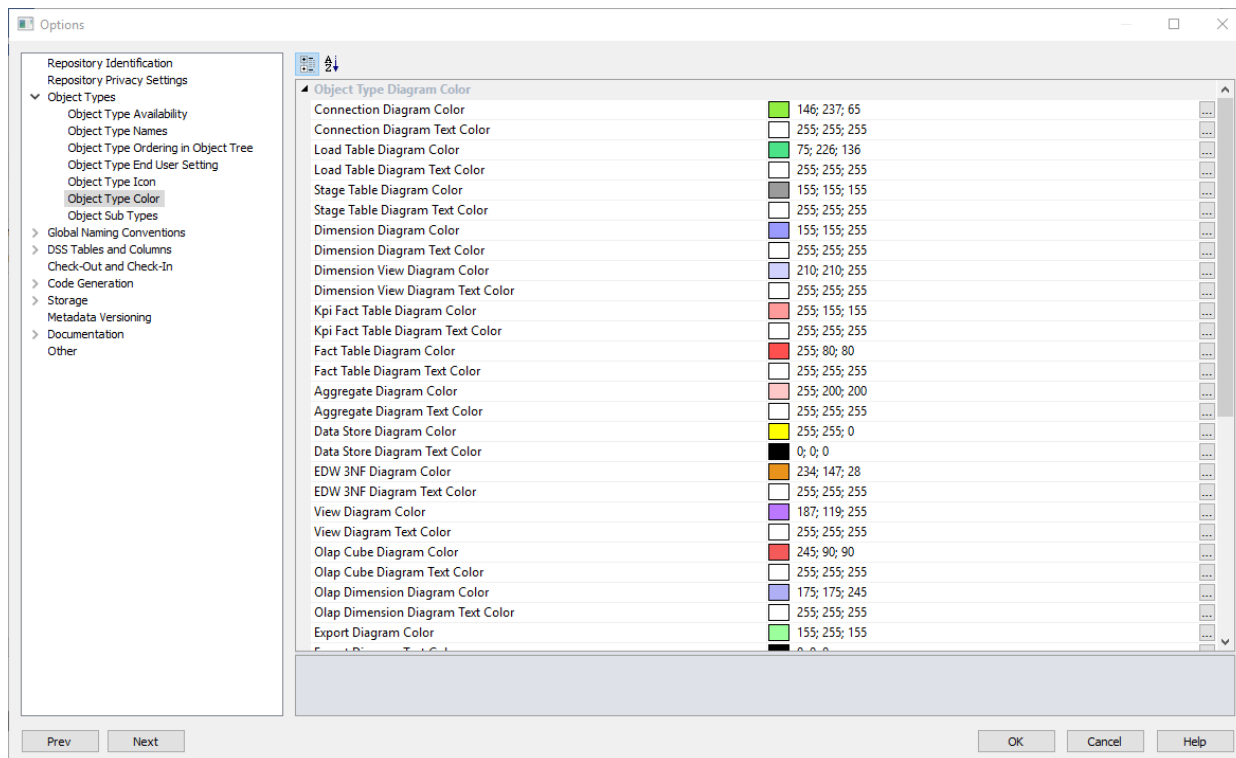 Options
Repository Identification
Repository Privacy Settings
Object Types
Object Type Availability
Object Type Names
Object Type Ordering in Object Tree
Object Type End User Setting
Object Type Icon
Object Type Color
Object Sub Types
Global Naming Conventions
DSS Tables and Columns
Check-Out and Check-In
Code Generation
Storage
Metadata Versioning
Documentation
Other
Object Type Diagram Color
Connection Diagram Color 146; 237; 65 ...
Connection Diagram Text Color 255; 255; 255 ...
Load Table Diagram Color 75; 226; 136 ...
Load Table Diagram Text Color 255; 255; 255 ...
Stage Table Diagram Color 155; 155; 155 ...
Stage Table Diagram Text Color 255; 255; 255 ...
Dimension Diagram Color 155; 155; 255 ...
Dimension Diagram Text Color 255; 255; 255 ...
Dimension View Diagram Color 210; 210; 255 ...
Dimension View Diagram Text Color 255; 255; 255 ...
Kpi Fact Table Diagram Color 255; 155; 155 ...
Kpi Fact Table Diagram Text Color 255; 255; 255 ...
Fact Table Diagram Color 255; 80; 80 ...
Fact Table Diagram Text Color 255; 255; 255 ...
Aggregate Diagram Color 255; 200; 200 ...
Aggregate Diagram Text Color 255; 255; 255 ...
Data Store Diagram Color 255; 255; 0 ...
Data Store Diagram Text Color 0; 0; 0 ...
EDW 3NF Diagram Color 234; 147; 28 ...
EDW 3NF Diagram Text Color 255; 255; 255 ...
View Diagram Color 187; 119; 255 ...
View Diagram Text Color 255; 255; 255 ...
Olap Cube Diagram Color 245; 90; 90 ...
Olap Cube Diagram Text Color 255; 255; 255 ...
Olap Dimension Diagram Color 175; 175; 245 ...
Olap Dimension Diagram Text Color 255; 255; 255 ...
Export Diagram Color 155; 255; 155 ...
Prev Next OK Cancel Help